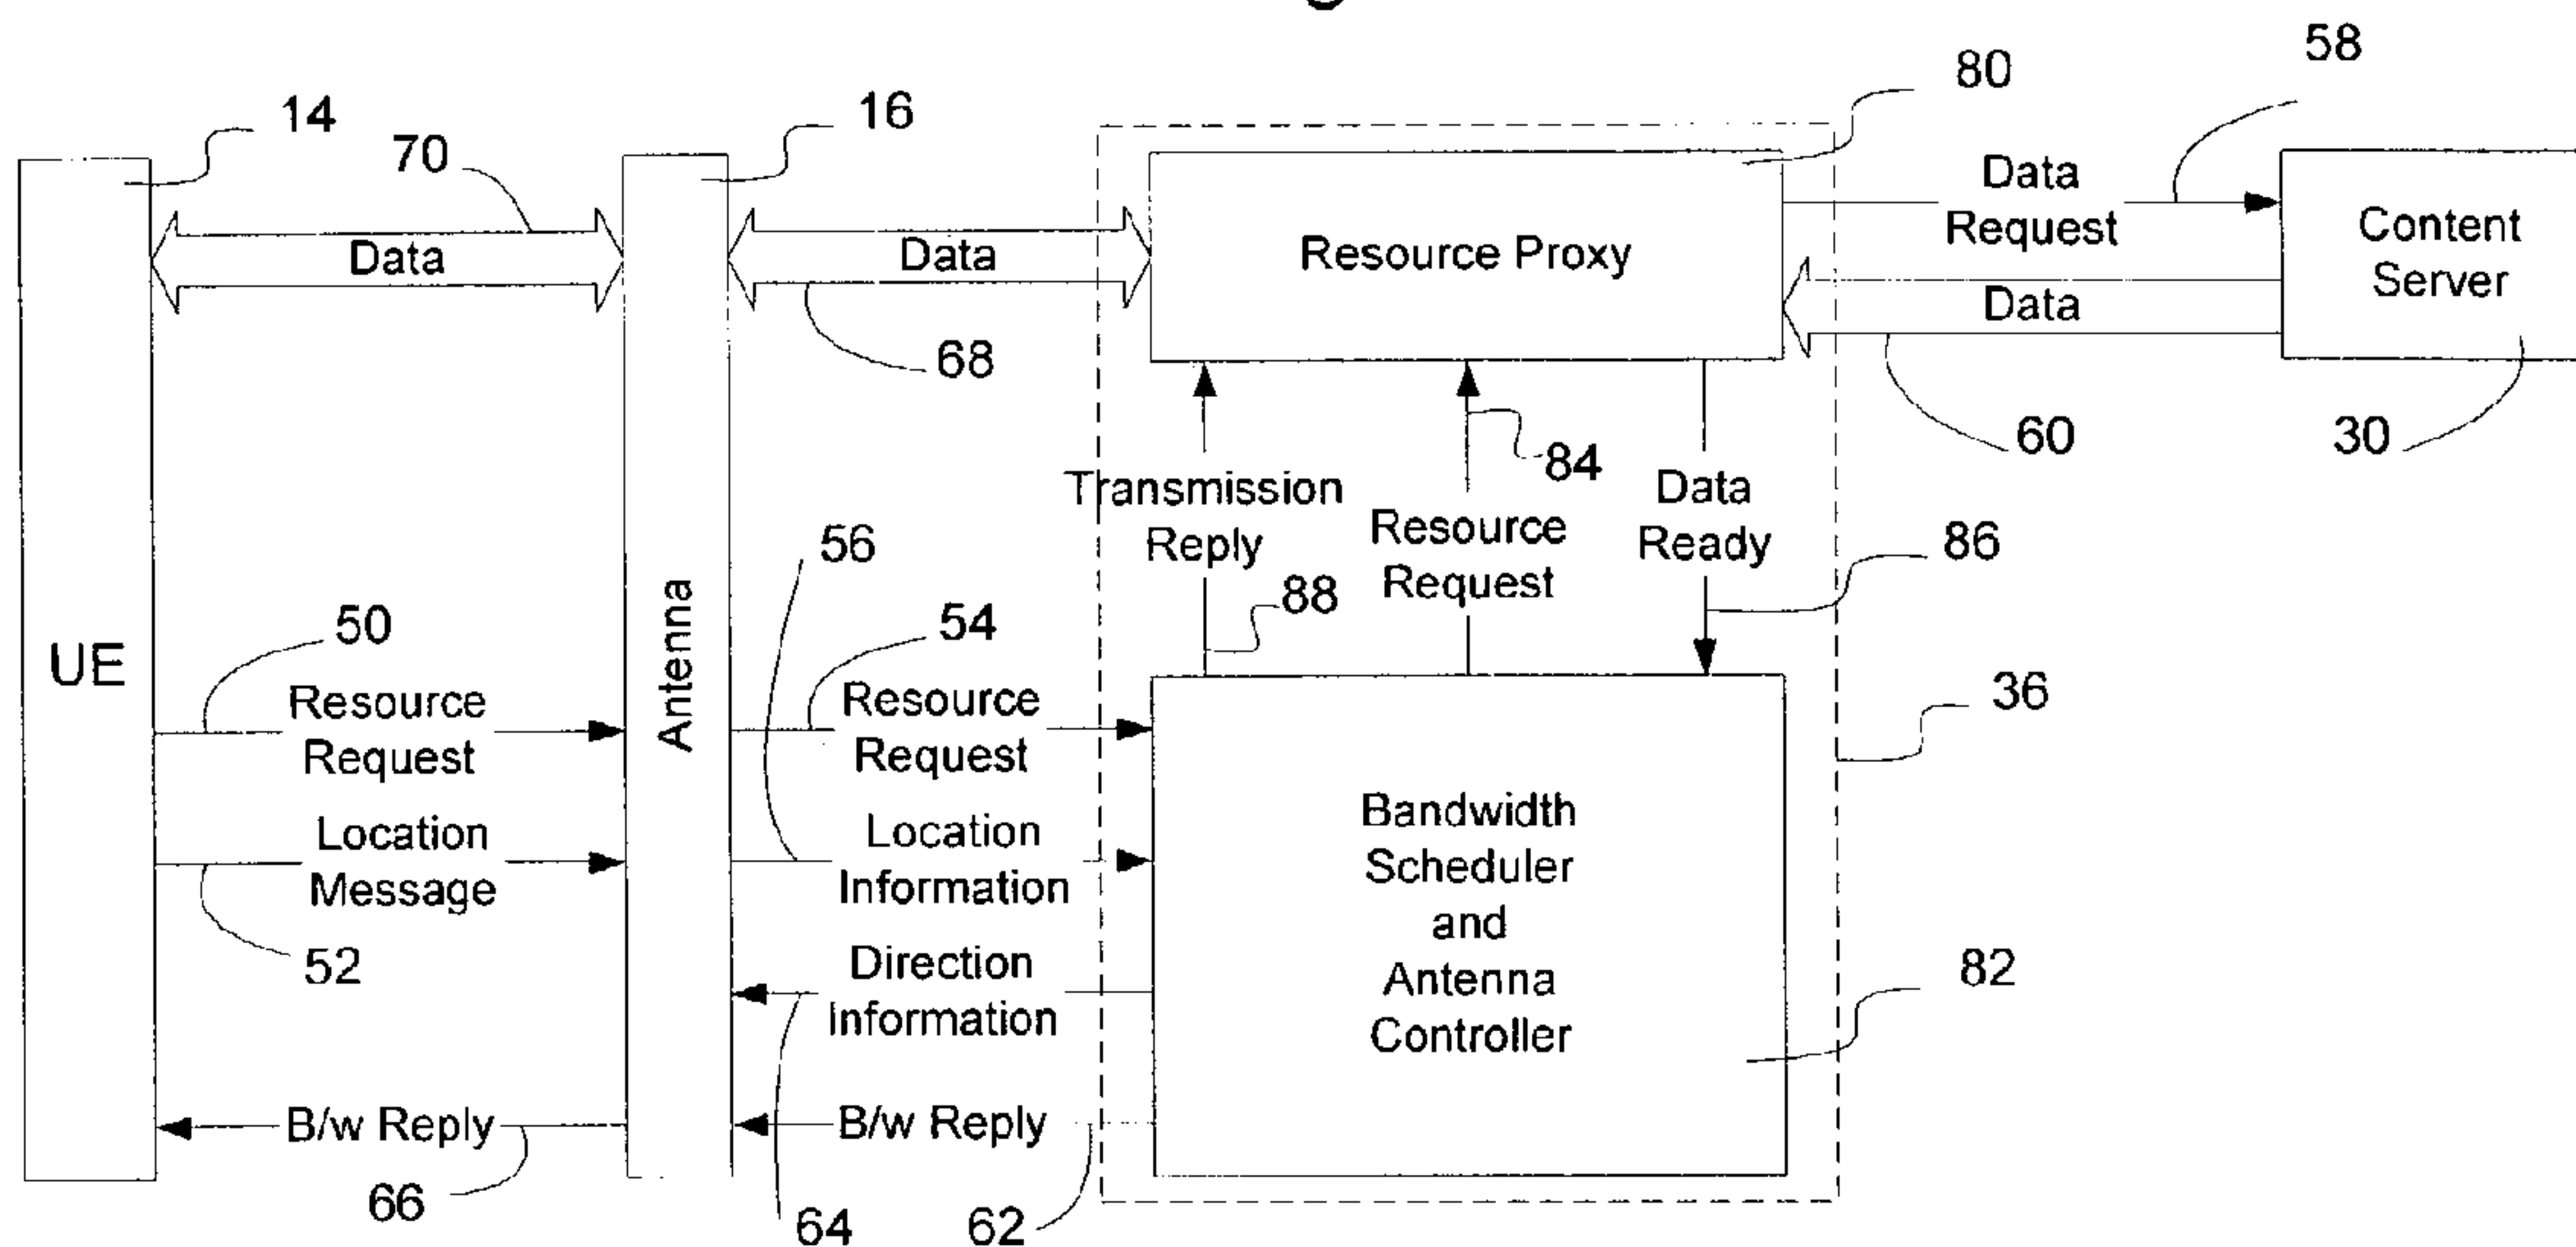 58
80
14
16
70
Data
Request
Content
Server
Data
Data
Resource Proxy
Data
68
60
30
84
Transmission
Reply
Resource
Request
Data
Ready
56
86
88
50
54
UE
Antenna
Resource
Request
Resource
Request
36
Location
Message
Location
Information
Bandwidth
Scheduler
and
Antenna
Controller
52
Direction
Information
82
B/w Reply
B/w Reply
66
64
62